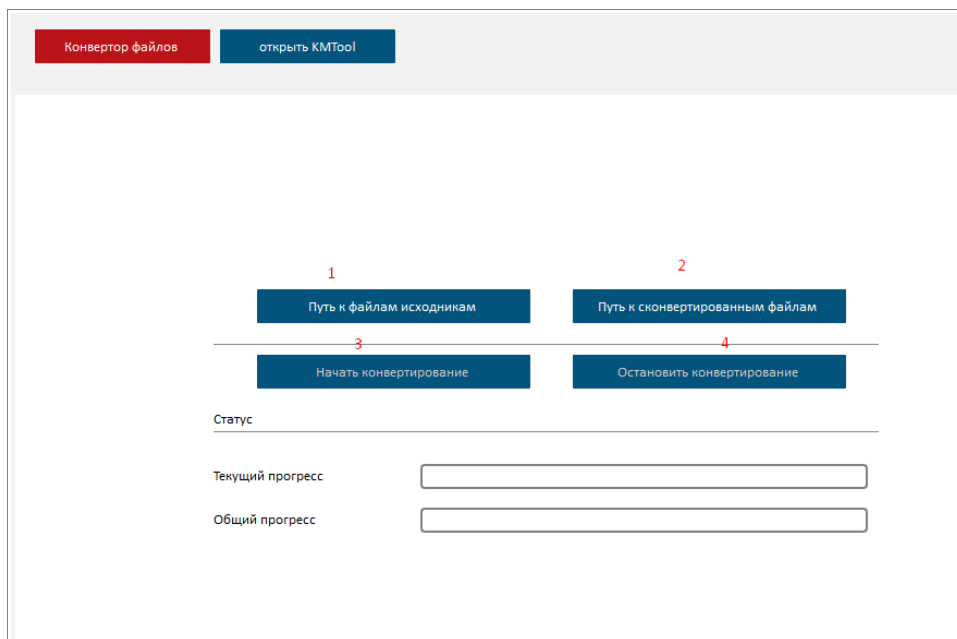 Конвертор файлов
открыть KMTool
1
2
Путь к файлам исходникам
Путь к сконвертированным файлам
3
4
Начать конвертирование
Остановить конвертирование
Статус
Текущий прогресс
Общий прогресс